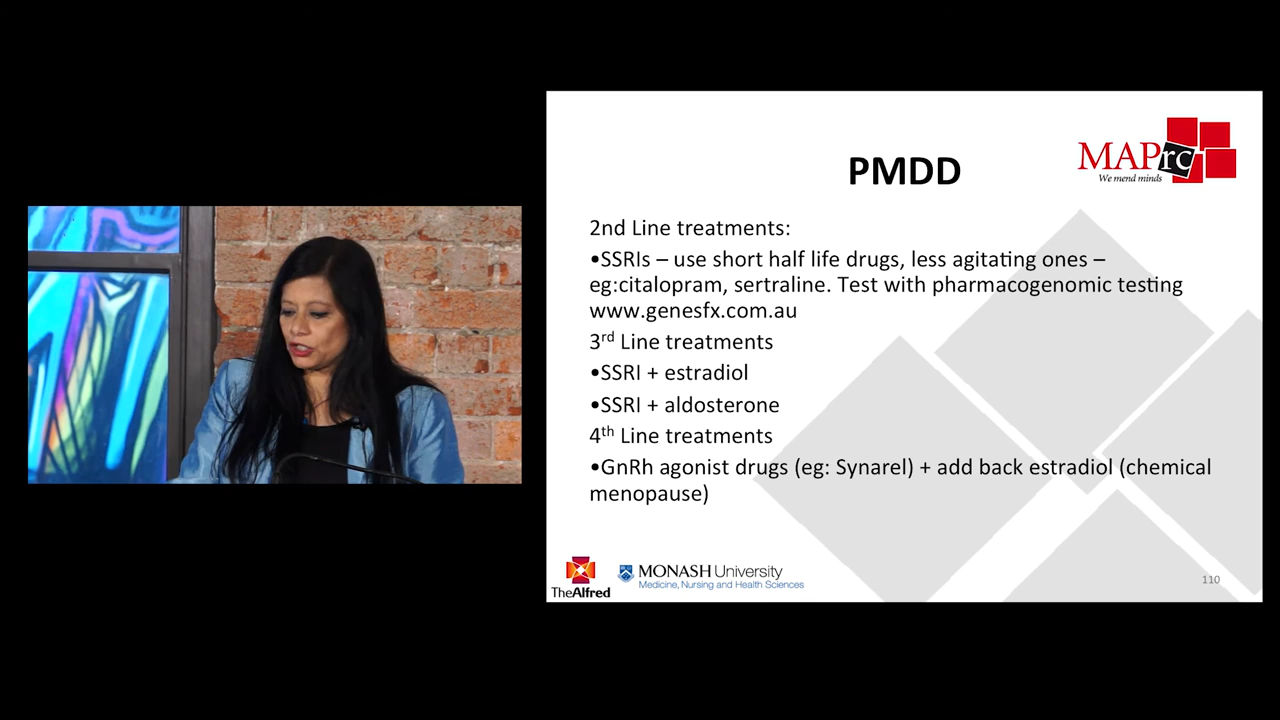 MAPrc
We mend minds
PMDD
2nd Line treatments:
•SSRIs – use short half life drugs, less agitating ones –
eg:citalopram, sertraline. Test with pharmacogenomic testing
www.genesfx.com.au
3rd Line treatments
•SSRI + estradiol
•SSRI + aldosterone
4th Line treatments
•GnRh agonist drugs (eg: Synarel) + add back estradiol (chemical
menopause)
TheAlfred
MONASH University
Medicine, Nursing and Health Sciences
110